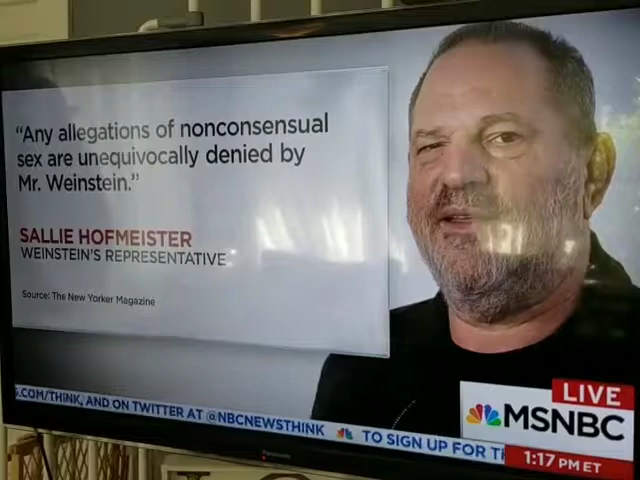 “Any allegations of nonconsensual
sex are unequivocally denied by
Mr. Weinstein.”
SALLIE HOFMEISTER
WEINSTEIN'S REPRESENTATIVE
Source: The New Yorker Magazine
LIVE
MSNBC
.COM/THINK, AND ON TWITTER AT @NBCNEWSTHINK TO SIGN UP FOR
1:17 PM ET